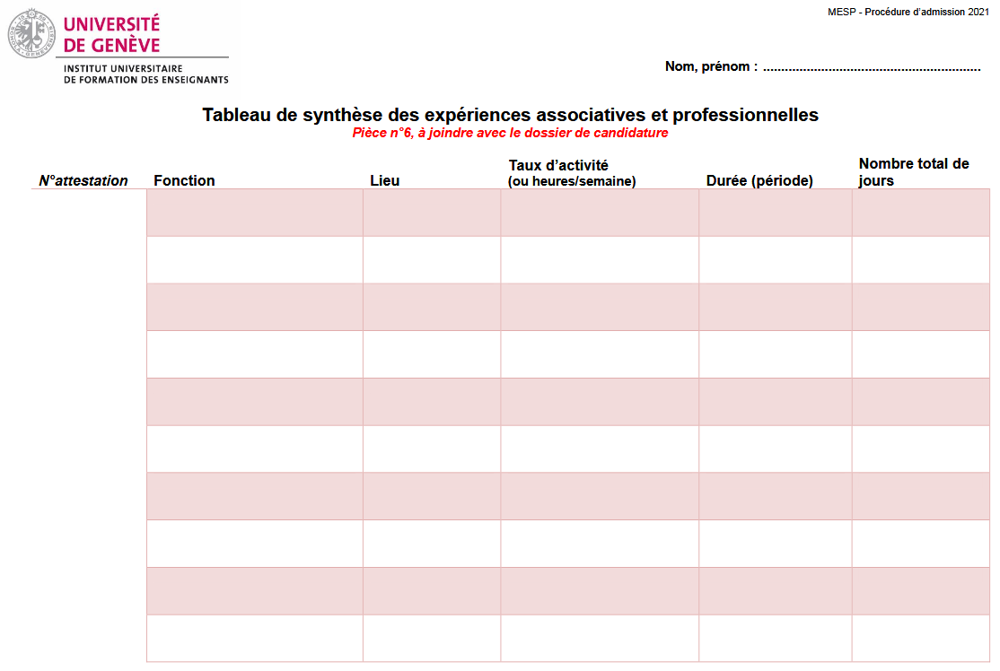 MESP - Procédure d'admission 2021
UNIVERSITÉ
DE GENÈVE
INSTITUT UNIVERSITAIRE
DE FORMATION DES ENSEIGNANTS
Nom, prénom : ............................................................
Tableau de synthèse des expériences associatives et professionnelles
Pièce n°6, à joindre avec le dossier de candidature
N°attestation Fonction Lieu Taux d'activité (ou heures/semaine) Durée (période) Nombre total de jours